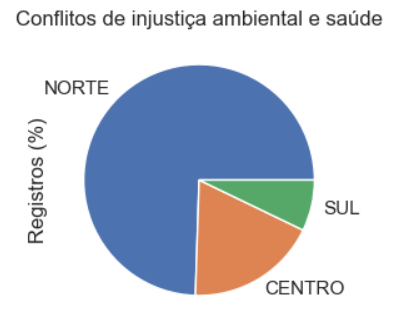 Conflitos de injustiça ambiental e saúde
NORTE
Registros (%)
SUL
CENTRO